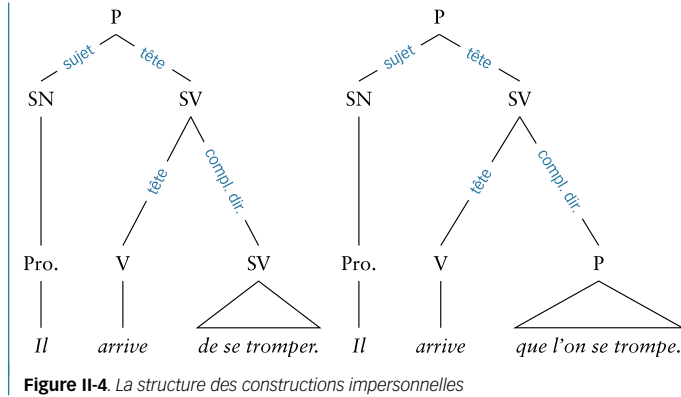 P P
sujet tête sujet tête
SN SV SN SV
tête compl. dir. tête compl. dir.
Pro. V SV Pro. V P
Il arrive de se tromper. Il arrive que l'on se trompe.
Figure II-4. La structure des constructions impersonnelles